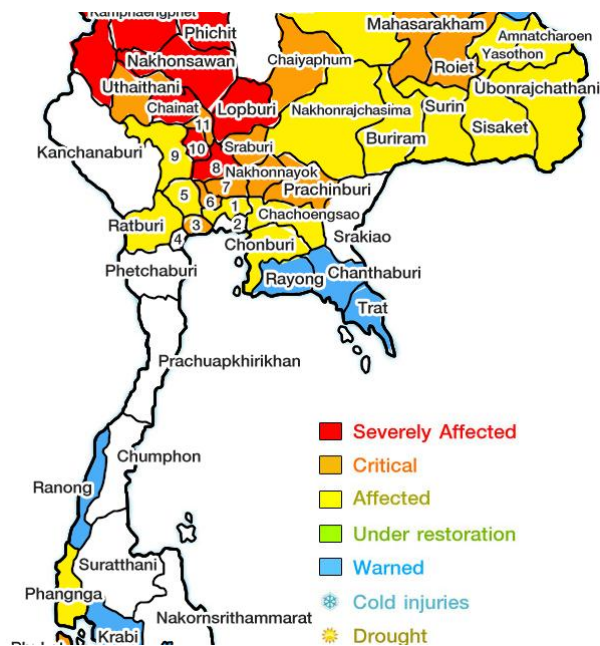 Kamphaengphet
Phichit
Mahasarakham
Amnatcharoen
Yasothon
Nakhonsawan
Chaiyaphum
Roiet
Uthaithani
Ubonrajchathani
Chainat
Lopburi
Nakhonrajchasima
Surin
11
Sisaket
Buriram
Kanchanaburi
9
10
Sraburi
8
Nakhonnayok
7
Prachinburi
5
6
1
Chachoengsao
Ratburi
3
2
4
Srakiao
Chonburi
Phetchaburi
Rayong
Chanthaburi
Trat
Prachuapkhirikhan
Severely Affected
Critical
Chumphon
Ranong
Affected
Under restoration
Suratthani
Warned
Phangnga
Cold injuries
Nakornsrithammarat
Krabi
Drought